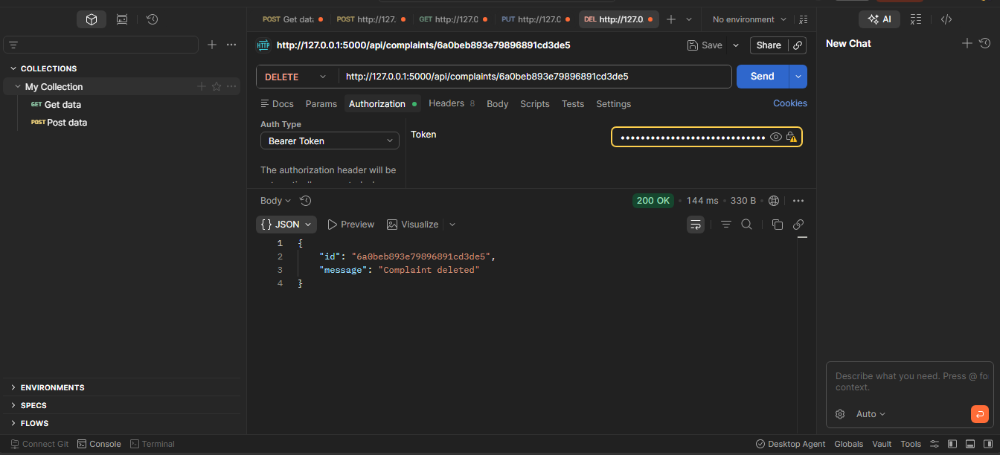 POST Get data
POST http://127.
GET http://127.0
PUT http://127.0
DEL http://127.0.
No environment
AI
http://127.0.0.1:5000/api/complaints/6a0beb893e79896891cd3de5
Save
Share
New Chat
COLLECTIONS
My Collection
GET Get data
POST Post data
DELETE
http://127.0.0.1:5000/api/complaints/6a0beb893e79896891cd3de5
Send
Docs
Params
Authorization
Headers 8
Body
Scripts
Tests
Settings
Cookies
Auth Type
Bearer Token
Token
The authorization header will be
Body
200 OK
144 ms
330 B
{} JSON
Preview
Visualize
1 {
2 "id": "6a0beb893e79896891cd3de5",
3 "message": "Complaint deleted"
4 }
ENVIRONMENTS
SPECS
FLOWS
Describe what you need. Press @ fo
context.
Auto
Connect Git
Console
Terminal
Desktop Agent
Globals
Vault
Tools